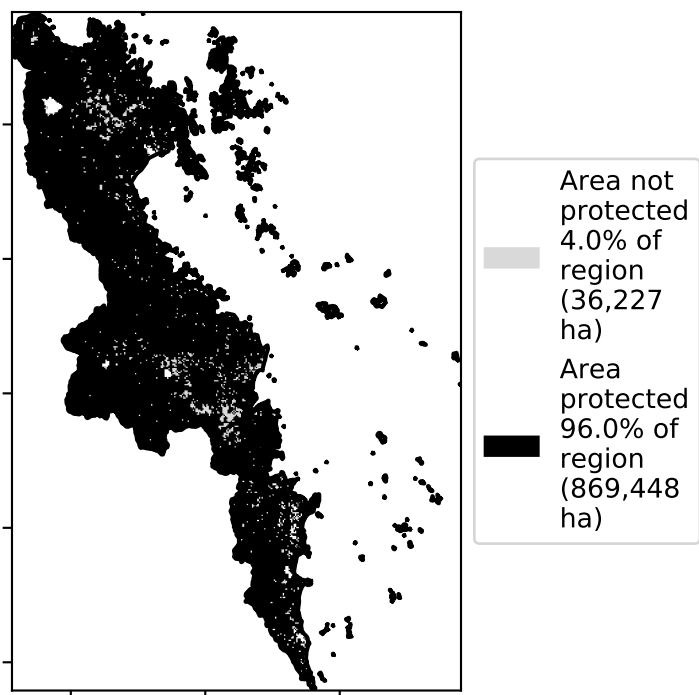 Area not
protected
4.0% of
region
(36,227
ha)
Area
protected
96.0% of
region
(869,448
ha)